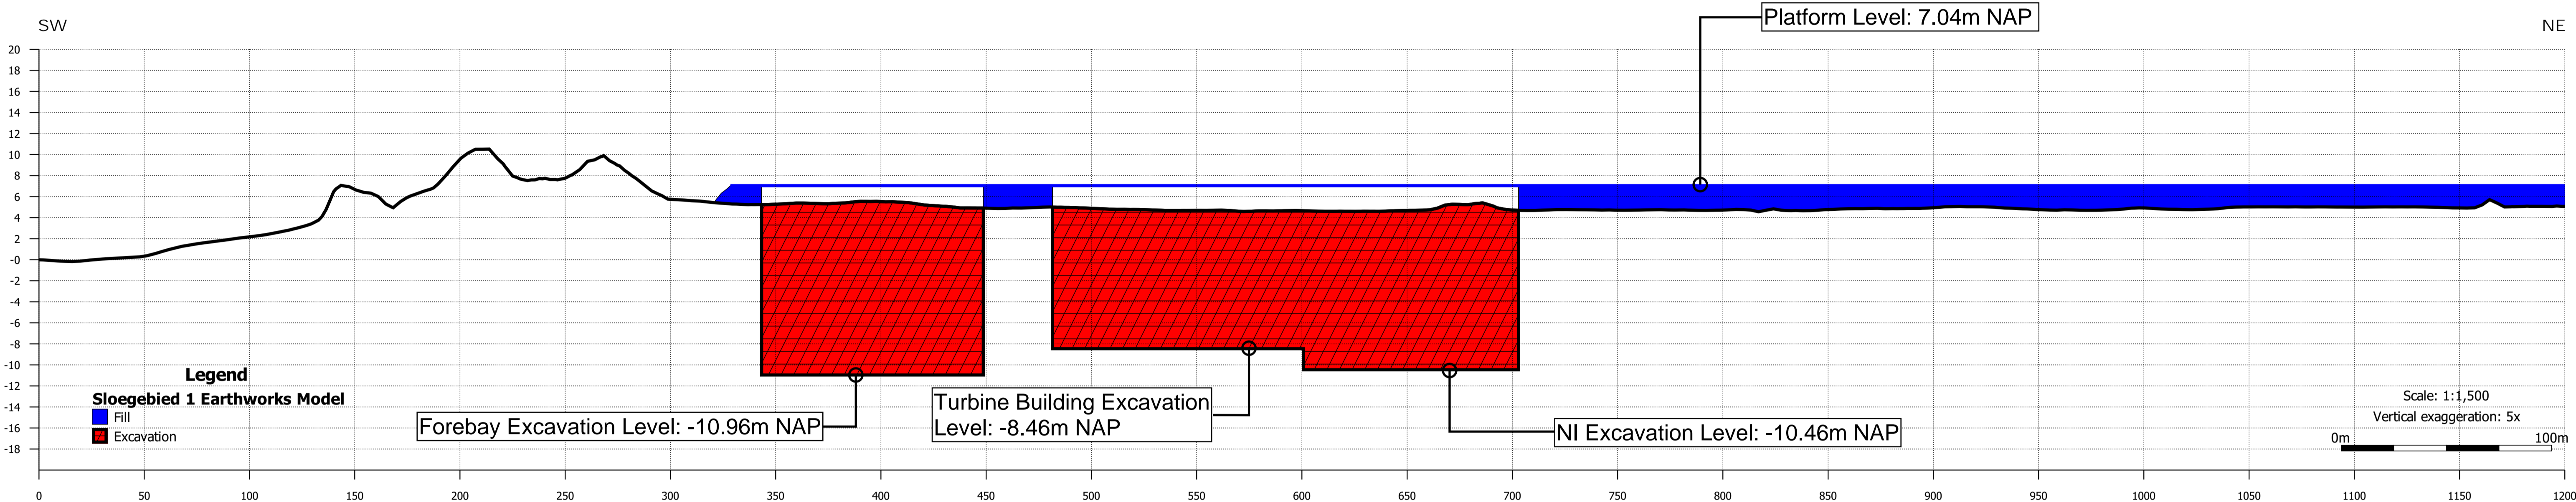 Platform Level: 7.04m NAP
SW
NE
20
18
16
14
12
10
8
6
4
2
-0
-2
-4
-6
-8
-10
-12
-14
-16
-18
Legend
Sloegebied 1 Earthworks Model
Fill
Excavation
Forebay Excavation Level: -10.96m NAP
Turbine Building Excavation
Level: -8.46m NAP
NI Excavation Level: -10.46m NAP
Scale: 1:1,500
Vertical exaggeration: 5x
0m 100m
0 50 100 150 200 250 300 350 400 450 500 550 600 650 700 750 800 850 900 950 1000 1050 1100 1150 1200